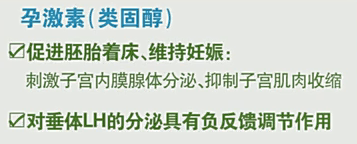 孕激素(类固醇)
☑促进胚胎着床、维持妊娠:
刺激子宫内膜腺体分泌、抑制子宫肌肉收缩
☑对垂体LH的分泌具有负反馈调节作用